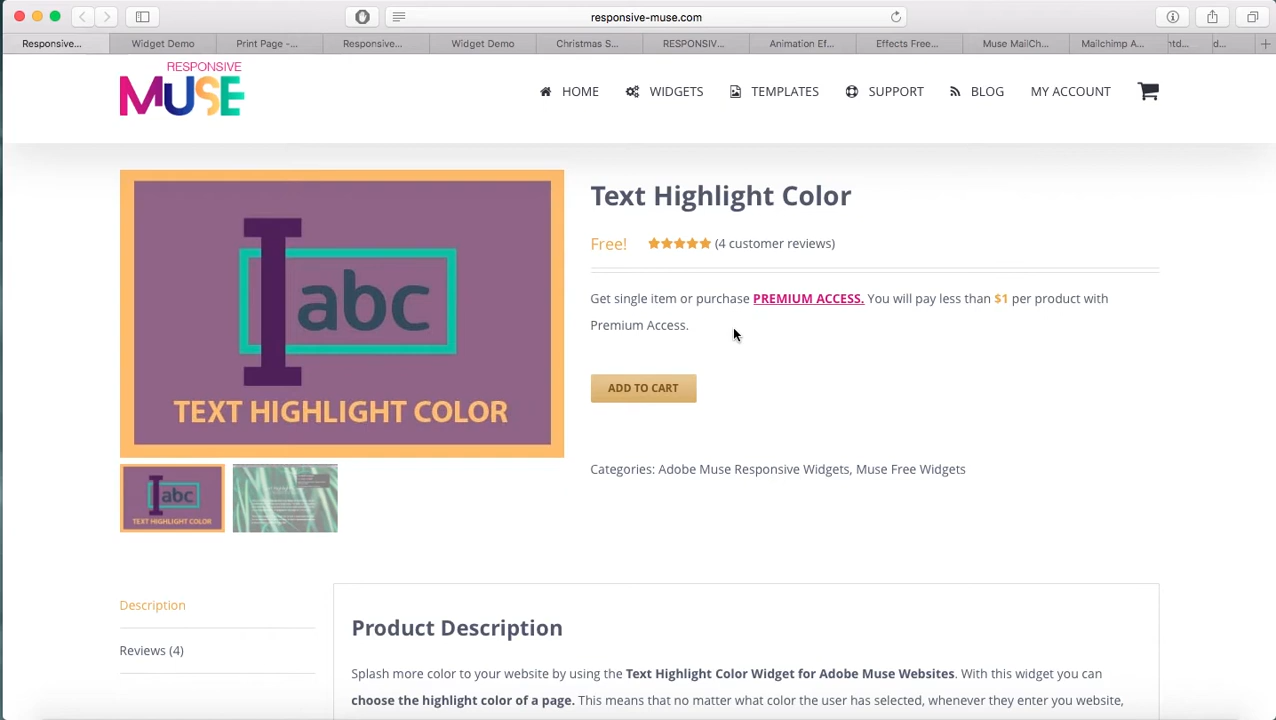 responsive-muse.com
Responsive...
Widget Demo
Print Page -...
Responsive...
Widget Demo
Christmas S...
RESPONSIV...
Animation Ef...
Effects Free...
Muse MailCh...
Mailchimp A...
ntd...
d...
RESPONSIVE
MUSE
HOME
WIDGETS
TEMPLATES
SUPPORT
BLOG
MY ACCOUNT
abc
TEXT HIGHLIGHT COLOR
Text Highlight Color
Free!
(4 customer reviews)
Get single item or purchase PREMIUM ACCESS. You will pay less than $1 per product with
Premium Access.
ADD TO CART
Categories: Adobe Muse Responsive Widgets, Muse Free Widgets
abc
TEXT HIGHLIGHT COLOR
Description
Reviews (4)
Product Description
Splash more color to your website by using the Text Highlight Color Widget for Adobe Muse Websites. With this widget you can
choose the highlight color of a page. This means that no matter what color the user has selected, whenever they enter you website,